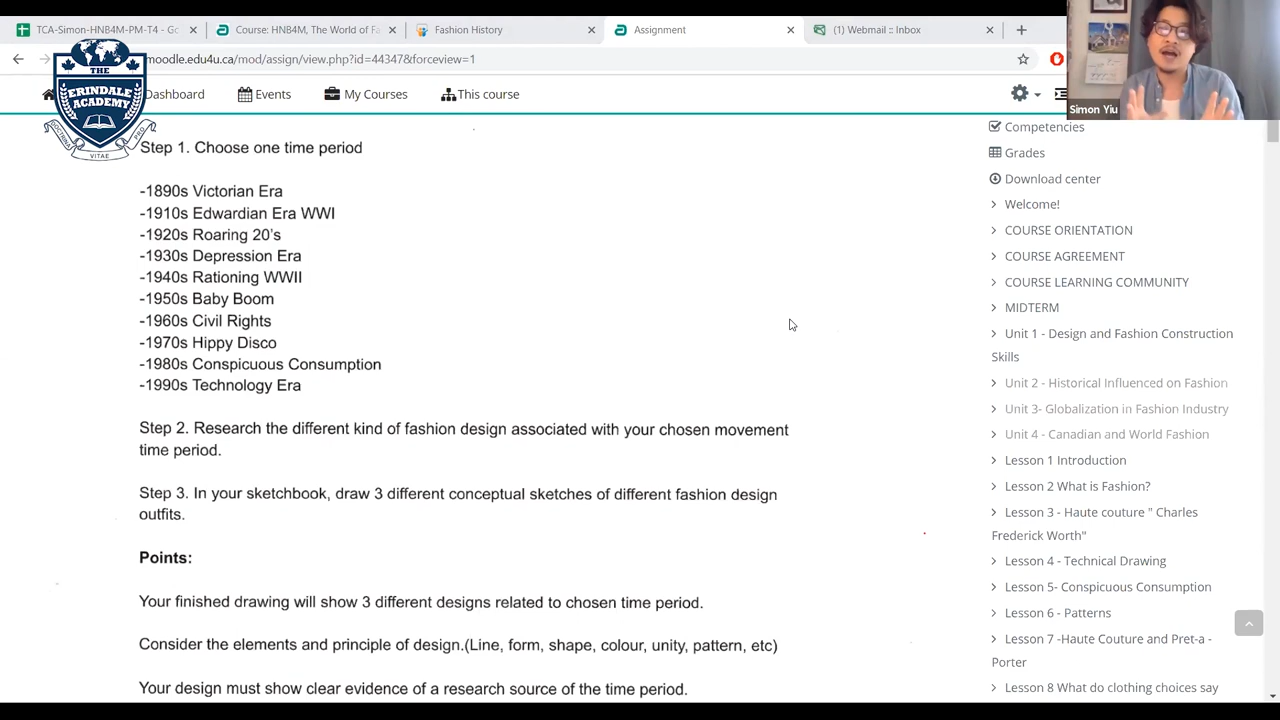 TCA-Simon-HNB4M-PM-T4 - Go
Course: HNB4M, The World of Fa
Fashion History
Assignment
(1) Webmail :: Inbox
moodle.edu4u.ca/mod/assign/view.php?id=44347&forceview=1
Dashboard
Events
My Courses
This course
THE
ERINDALE
ACADEMY
VITAE
Simon Yiu
Step 1. Choose one time period
-1890s Victorian Era
-1910s Edwardian Era WWI
-1920s Roaring 20's
-1930s Depression Era
-1940s Rationing WWII
-1950s Baby Boom
-1960s Civil Rights
-1970s Hippy Disco
-1980s Conspicuous Consumption
-1990s Technology Era
Step 2. Research the different kind of fashion design associated with your chosen movement
time period.
Step 3. In your sketchbook, draw 3 different conceptual sketches of different fashion design
outfits.
Points:
Your finished drawing will show 3 different designs related to chosen time period.
Consider the elements and principle of design.(Line, form, shape, colour, unity, pattern, etc)
Your design must show clear evidence of a research source of the time period.
Competencies
Grades
Download center
Welcome!
COURSE ORIENTATION
COURSE AGREEMENT
COURSE LEARNING COMMUNITY
MIDTERM
Unit 1 - Design and Fashion Construction
Skills
Unit 2 - Historical Influenced on Fashion
Unit 3- Globalization in Fashion Industry
Unit 4 - Canadian and World Fashion
Lesson 1 Introduction
Lesson 2 What is Fashion?
Lesson 3 - Haute couture " Charles
Frederick Worth"
Lesson 4 - Technical Drawing
Lesson 5- Conspicuous Consumption
Lesson 6 - Patterns
Lesson 7 -Haute Couture and Pret-a -
Porter
Lesson 8 What do clothing choices say